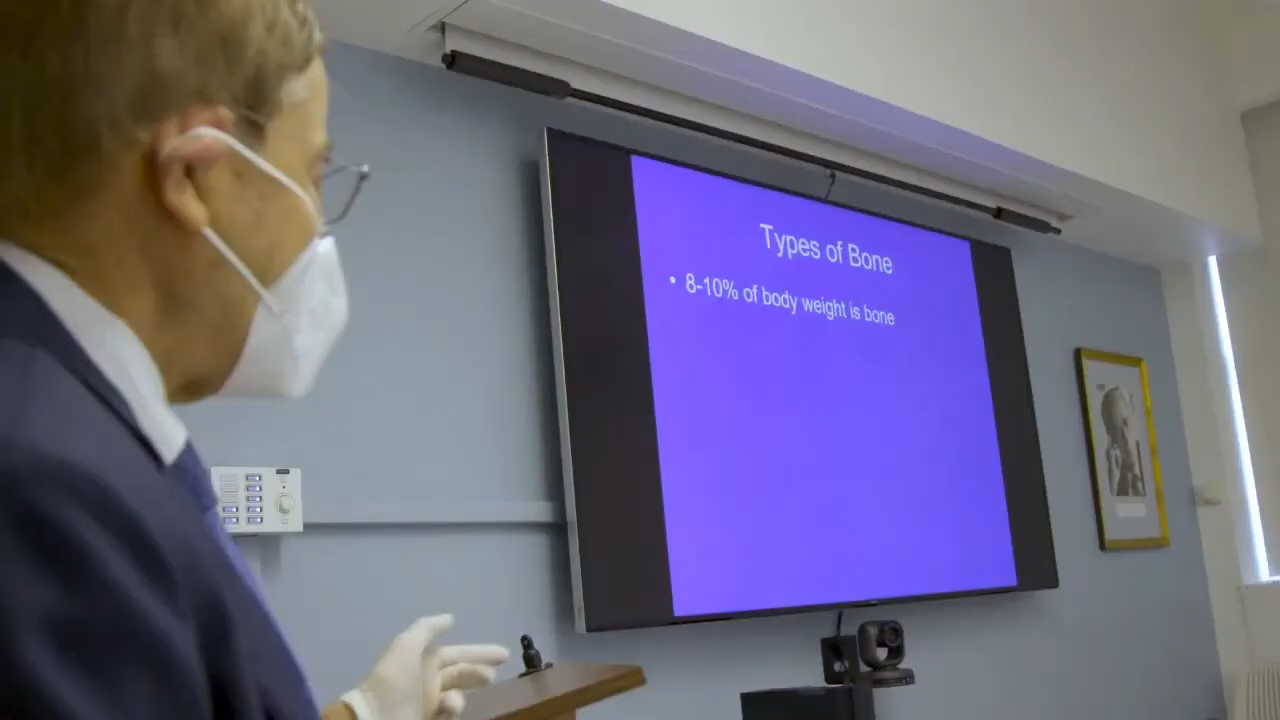 Types of Bone
• 8-10% of body weight is bone